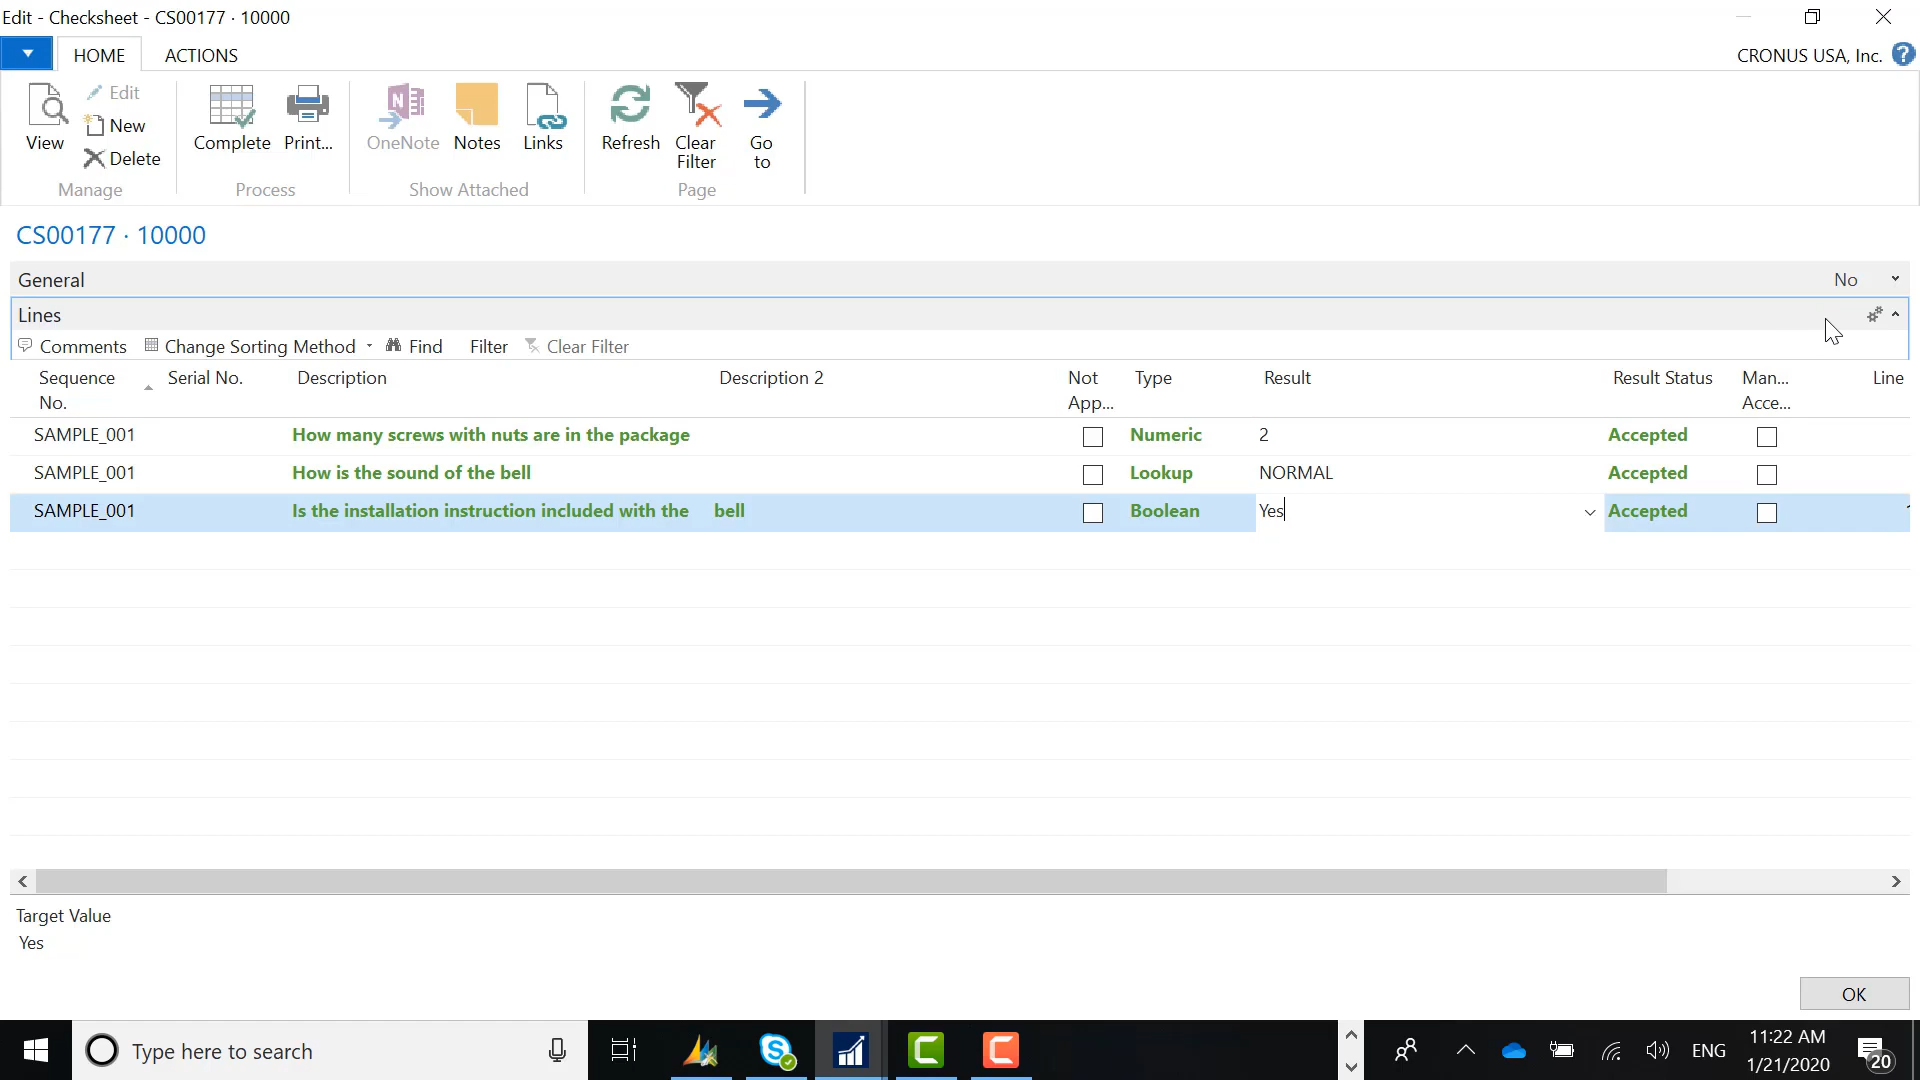 Edit - Checksheet - CS00177 · 10000
HOME ACTIONS CRONUS USA, Inc. ?
View Edit New Delete Complete Print... OneNote Notes Links Refresh Clear Filter Go to
Manage Process Show Attached Page
CS00177 · 10000
General No
Lines
Comments Change Sorting Method Find Filter Clear Filter
Sequence No. Serial No. Description Description 2 Not App... Type Result Result Status Man... Acce... Line
SAMPLE_001 How many screws with nuts are in the package Numeric 2 Accepted
SAMPLE_001 How is the sound of the bell Lookup NORMAL Accepted
SAMPLE_001 Is the installation instruction included with the bell Boolean Yes Accepted
Target Value
Yes
OK
Type here to search ENG 11:22 AM 20
1/21/2020